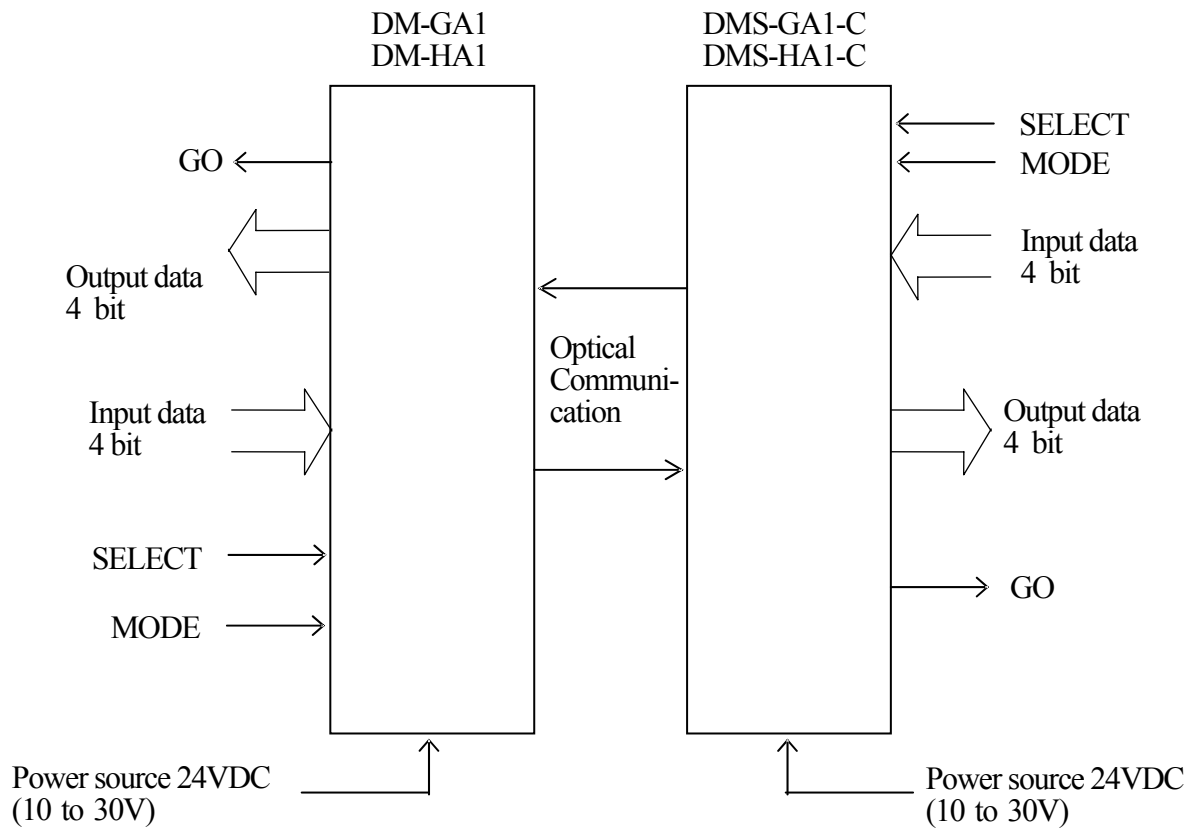 DM-GA1
DM-HA1
DMS-GA1-C
DMS-HA1-C
SELECT
MODE
GO
Input data
4 bit
Output data
4 bit
Optical
Communi-
cation
Input data
4 bit
Output data
4 bit
SELECT
GO
MODE
Power source 24VDC
(10 to 30V)
Power source 24VDC
(10 to 30V)